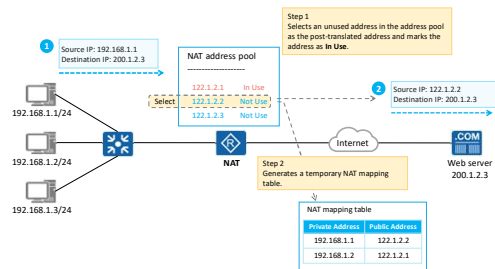 Step 1
Selects an unused address in the address pool
as the post-translated address and marks the
address as In Use.
1
Source IP: 192.168.1.1
Destination IP: 200.1.2.3
NAT address pool
--------------------
122.1.2.1 In Use
Select 122.1.2.2 Not Use
122.1.2.3 Not Use
2
Source IP: 122.1.2.2
Destination IP: 200.1.2.3
192.168.1.1/24
192.168.1.2/24
192.168.1.3/24
R
NAT
Internet
.COM
Web server
200.1.2.3
Step 2
Generates a temporary NAT mapping
table.
NAT mapping table
Private Address Public Address
192.168.1.1 122.1.2.2
192.168.1.2 122.1.2.1